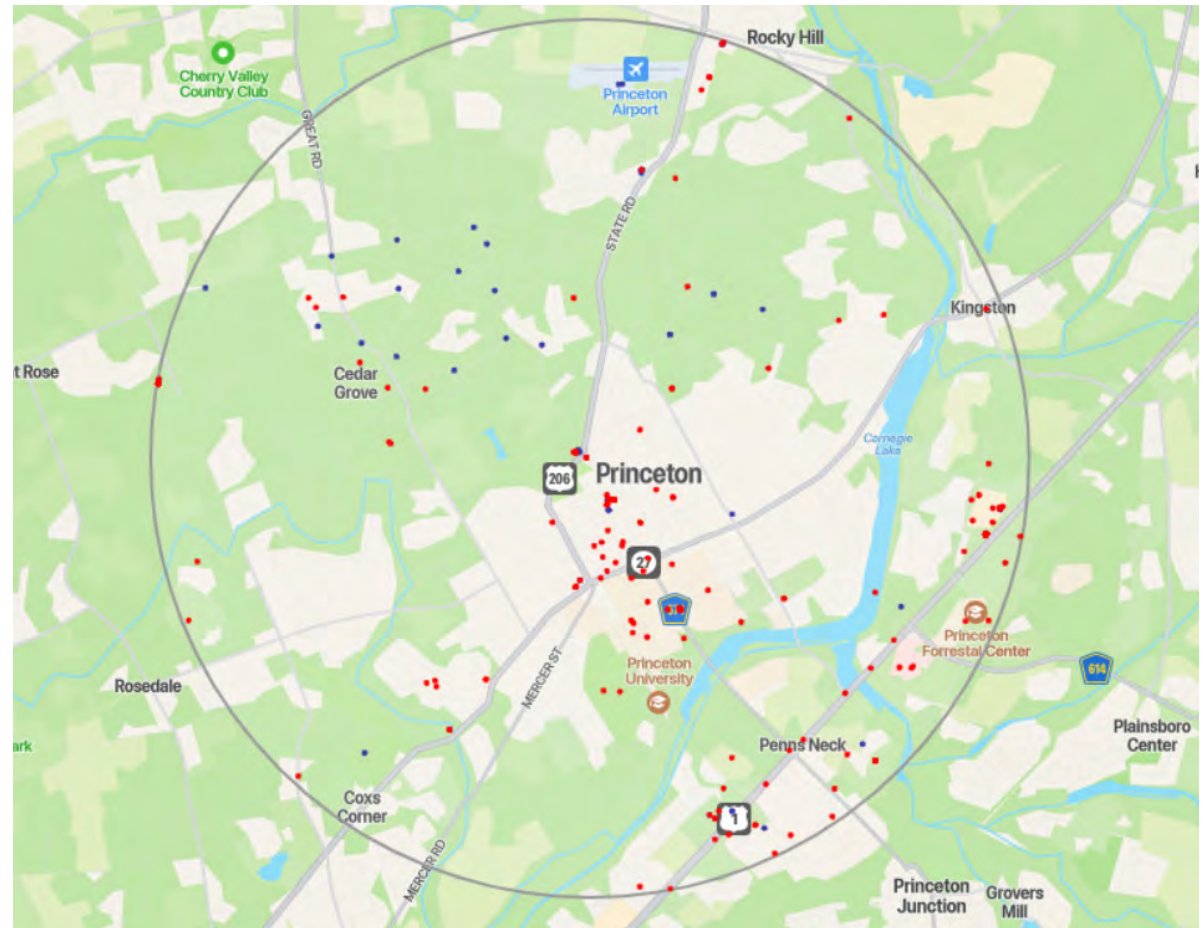 Rocky Hill
Cherry Valley
Country Club
Princeton
Airport
GREAT RD
STATE RD
Kingston
t Rose
Cedar
Grove
Carnegie
Lake
206
Princeton
27
Princeton
Forrestal Center
614
Princeton
University
Rosedale
MERCER ST
Plainsboro
Center
ark
Penns Neck
Coxs
Corner
1
MERCER RD
Princeton
Junction
Grovers
Mill